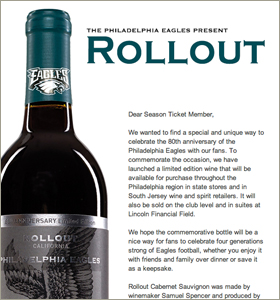 THE PHILADELPHIA EAGLES PRESENT
ROLLOUT
EAGLES
Dear Season Ticket Member,
We wanted to find a special and unique way to
celebrate the 80th anniversary of the
Philadelphia Eagles with our fans. To
commemorate the occasion, we have
launched a limited edition wine that will be
available for purchase throughout the
Philadelphia region in state stores and in
South Jersey wine and spirit retailers. It will
also be sold on the club level and in suites at
Lincoln Financial Field.
We hope the commemorative bottle will be a
nice way for fans to celebrate four generations
strong of Eagles football, whether you enjoy it
with friends and family over dinner or save it
as a keepsake.
Rollout Cabernet Sauvignon was made by
winemaker Samuel Spencer and produced by
ROLLOUT
CALIFORNIA
PHILADELPHIA EAGLES